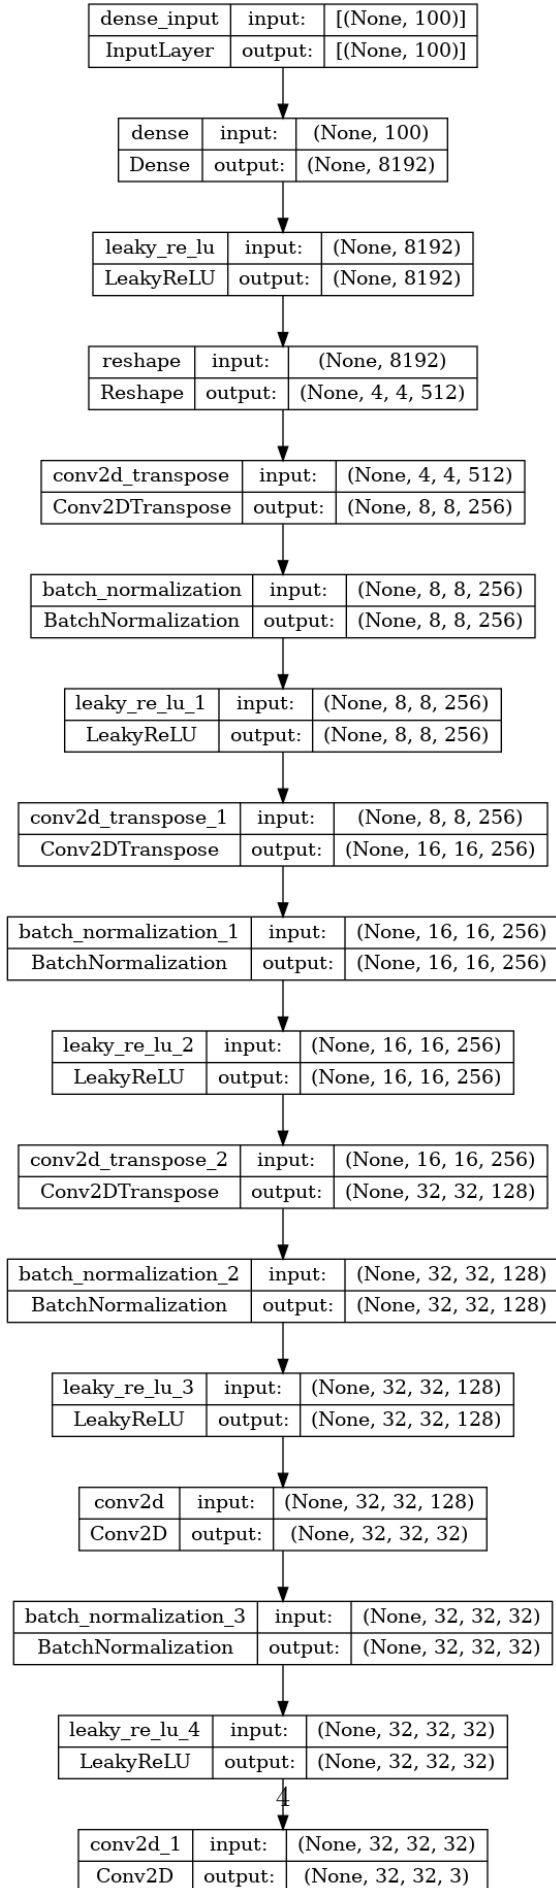 dense_input input: [(None, 100)]
InputLayer output: [(None, 100)]
dense input: (None, 100)
Dense output: (None, 8192)
leaky_re_lu input: (None, 8192)
LeakyReLU output: (None, 8192)
reshape input: (None, 8192)
Reshape output: (None, 4, 4, 512)
conv2d_transpose input: (None, 4, 4, 512)
Conv2DTranspose output: (None, 8, 8, 256)
batch_normalization input: (None, 8, 8, 256)
BatchNormalization output: (None, 8, 8, 256)
leaky_re_lu_1 input: (None, 8, 8, 256)
LeakyReLU output: (None, 8, 8, 256)
conv2d_transpose_1 input: (None, 8, 8, 256)
Conv2DTranspose output: (None, 16, 16, 256)
batch_normalization_1 input: (None, 16, 16, 256)
BatchNormalization output: (None, 16, 16, 256)
leaky_re_lu_2 input: (None, 16, 16, 256)
LeakyReLU output: (None, 16, 16, 256)
conv2d_transpose_2 input: (None, 16, 16, 256)
Conv2DTranspose output: (None, 32, 32, 128)
batch_normalization_2 input: (None, 32, 32, 128)
BatchNormalization output: (None, 32, 32, 128)
leaky_re_lu_3 input: (None, 32, 32, 128)
LeakyReLU output: (None, 32, 32, 128)
conv2d input: (None, 32, 32, 128)
Conv2D output: (None, 32, 32, 32)
batch_normalization_3 input: (None, 32, 32, 32)
BatchNormalization output: (None, 32, 32, 32)
leaky_re_lu_4 input: (None, 32, 32, 32)
LeakyReLU output: (None, 32, 32, 32)
4
conv2d_1 input: (None, 32, 32, 32)
Conv2D output: (None, 32, 32, 3)